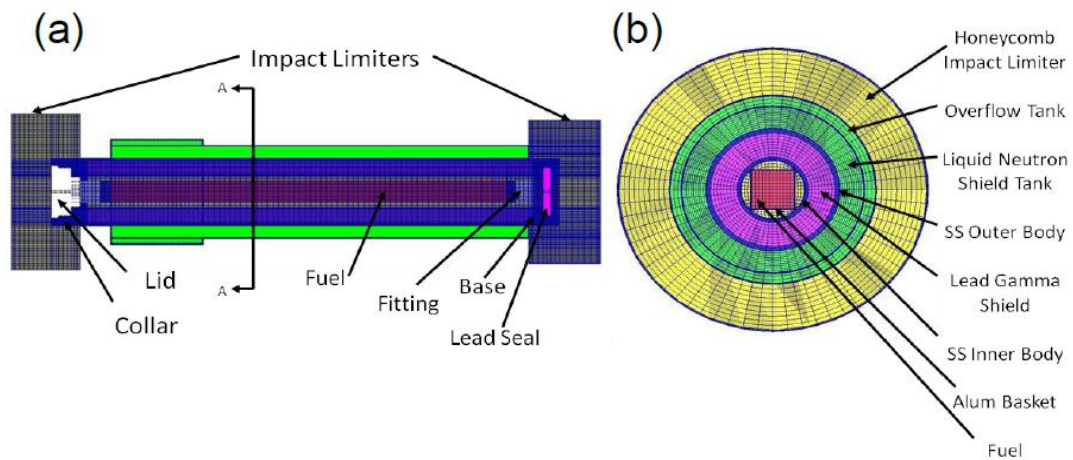 (a)
Impact Limiters
A
A
Lid
Collar
Fuel
Fitting
Base
Lead Seal
(b)
Honeycomb
Impact Limiter
Overflow Tank
Liquid Neutron
Shield Tank
SS Outer Body
Lead Gamma
Shield
SS Inner Body
Alum Basket
Fuel